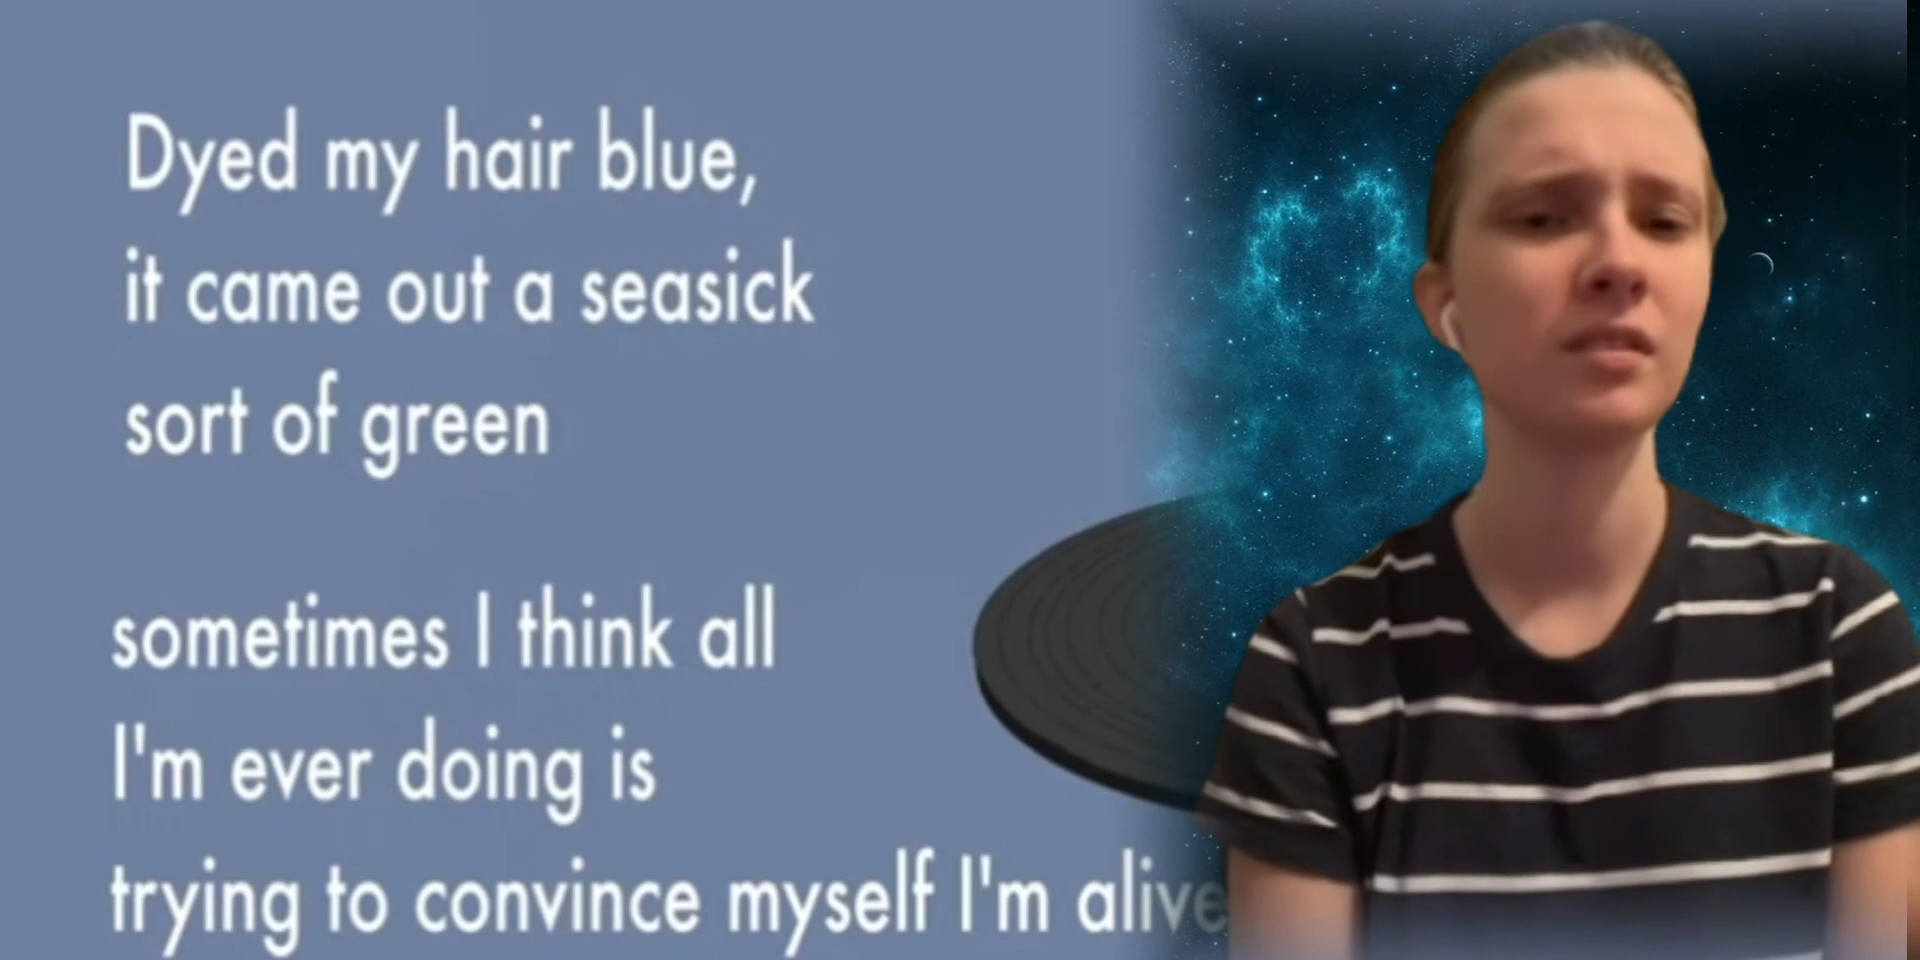 Dyed my hair blue,
it came out a seasick
sort of green
sometimes I think all
I'm ever doing is
trying to convince myself I'm alive